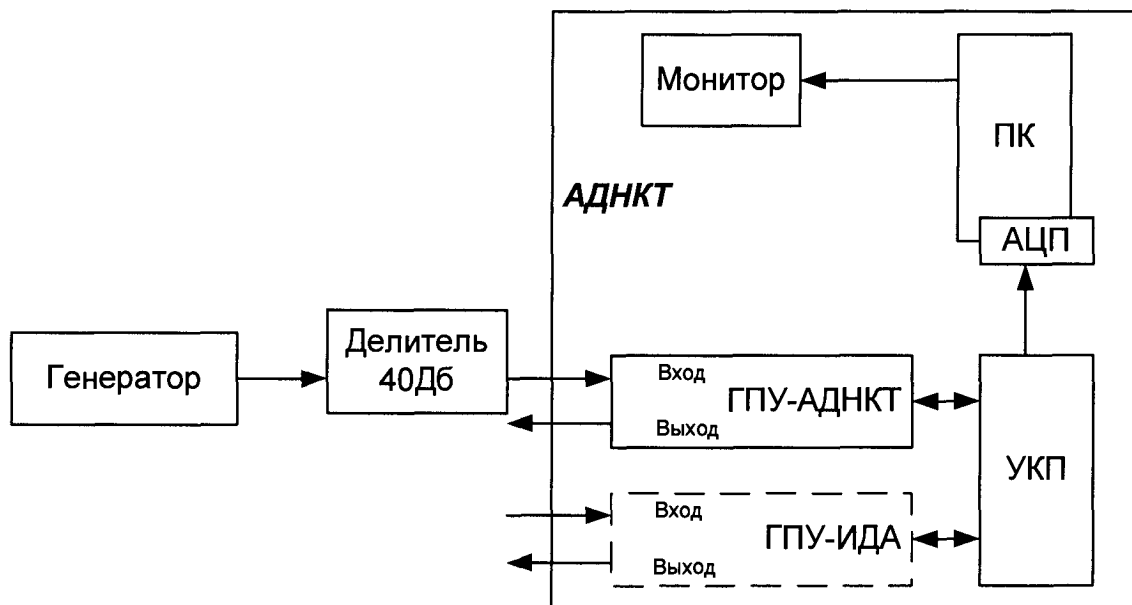 Монитор
ПК
АДНКТ
АЦП
Генератор
Делитель
40Дб
Вход
ГПУ-АДНКТ
Выход
УКП
Вход
ГПУ-ИДА
Выход